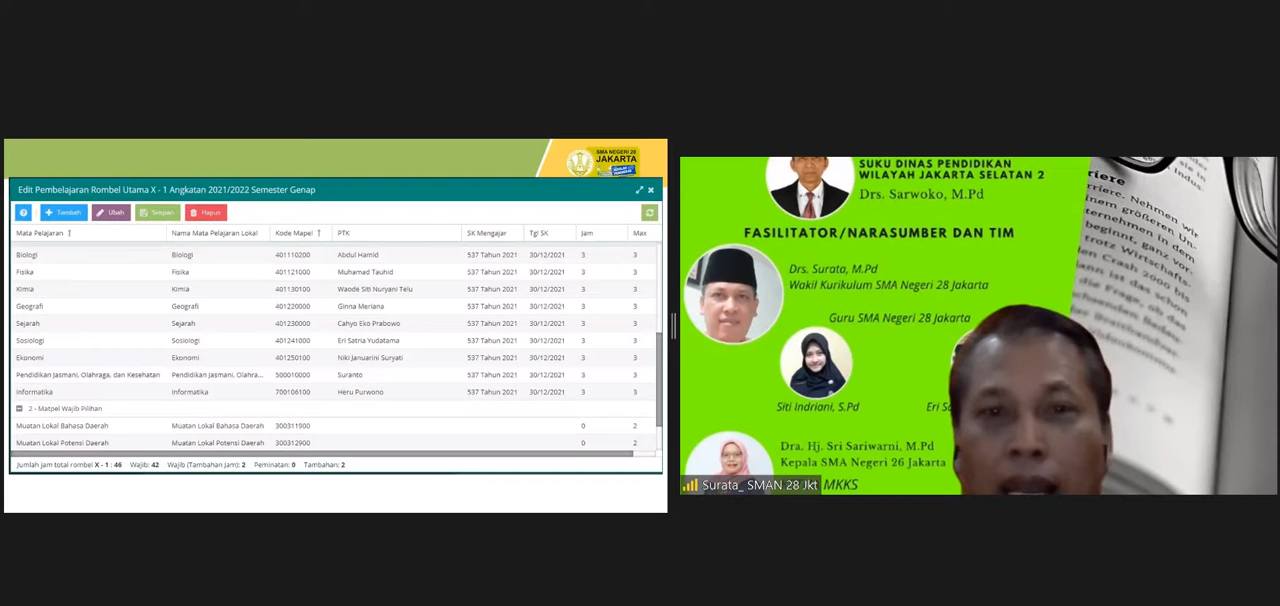 SMA NEGERI 28
JAKARTA
Edit Pembelajaran Rombel Utama X - 1 Angkatan 2021/2022 Semester Genap
Tambah Ubah Simpan Hapus
Mata Pelajaran Nama Mata Pelajaran Lokal Kode Mapel PTK SK Mengajar Tgl SK Jam Max
Biologi Biologi 401110200 Abdul Hamid 537 Tahun 2021 30/12/2021 3 3
Fisika Fisika 401121000 Muhamad Tauhid 537 Tahun 2021 30/12/2021 3 3
Kimia Kimia 401130100 Waode Siti Nuryani Telu 537 Tahun 2021 30/12/2021 3 3
Geografi Geografi 401220000 Ginna Meriana 537 Tahun 2021 30/12/2021 3 3
Sejarah Sejarah 401230000 Cahyo Eko Prabowo 537 Tahun 2021 30/12/2021 3 3
Sosiologi Sosiologi 401241000 Eri Satria Yudatama 537 Tahun 2021 30/12/2021 3 3
Ekonomi Ekonomi 401250100 Niki Januarini Suryati 537 Tahun 2021 30/12/2021 3 3
Pendidikan Jasmani, Olahraga, dan Kesehatan Pendidikan Jasmani, Olahra... 500010000 Suranto 537 Tahun 2021 30/12/2021 3 3
Informatika Informatika 700106100 Heru Purwono 537 Tahun 2021 30/12/2021 3 3
2 - Matpel Wajib Pilihan
Muatan Lokal Bahasa Daerah Muatan Lokal Bahasa Daerah 300311900 0 2
Muatan Lokal Potensi Daerah Muatan Lokal Potensi Daerah 300312900 0 2
Jumlah jam total rombel X - 1 : 46 Wajib: 42 Wajib (Tambahan Jam): 2 Peminatan: 0 Tambahan: 2
SUKU DINAS PENDIDIKAN
WILAYAH JAKARTA SELATAN 2
Drs. Sarwoko, M.Pd
FASILITATOR/NARASUMBER DAN TIM
Drs. Surata, M.Pd
Wakil Kurikulum SMA Negeri 28 Jakarta
Guru SMA Negeri 28 Jakarta
Siti Indriani, S.Pd
Eri
Dra. Hj. Sri Sariwarni, M.Pd
Kepala SMA Negeri 26 Jakarta
MKKS
Surata_ SMAN 28 Jkt
riere
rriere. Nehmen